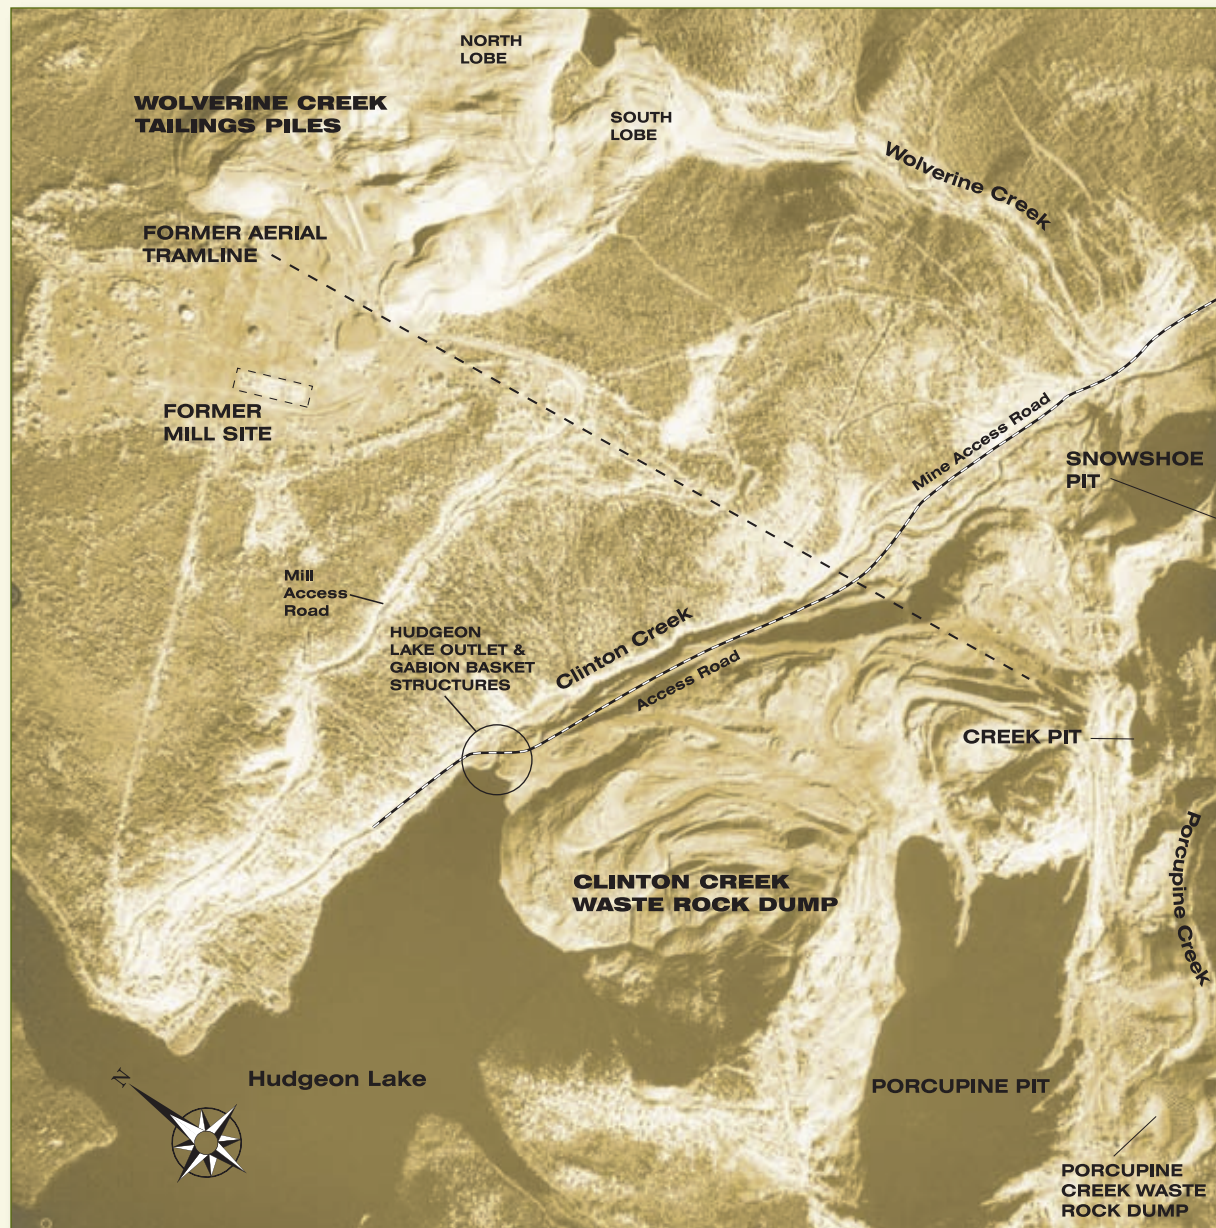 NORTH
LOBE
WOLVERINE CREEK
TAILINGS PILES
SOUTH
LOBE
Wolverine Creek
FORMER AERIAL
TRAMLINE
FORMER
MILL SITE
Mine Access Road
SNOWSHOE
PIT
Mill
Access
Road
HUDGEON
LAKE OUTLET &
GABION BASKET
STRUCTURES
Clinton Creek
Access Road
CREEK PIT
Porcupine Creek
CLINTON CREEK
WASTE ROCK DUMP
N
Hudgeon Lake
PORCUPINE PIT
PORCUPINE
CREEK WASTE
ROCK DUMP